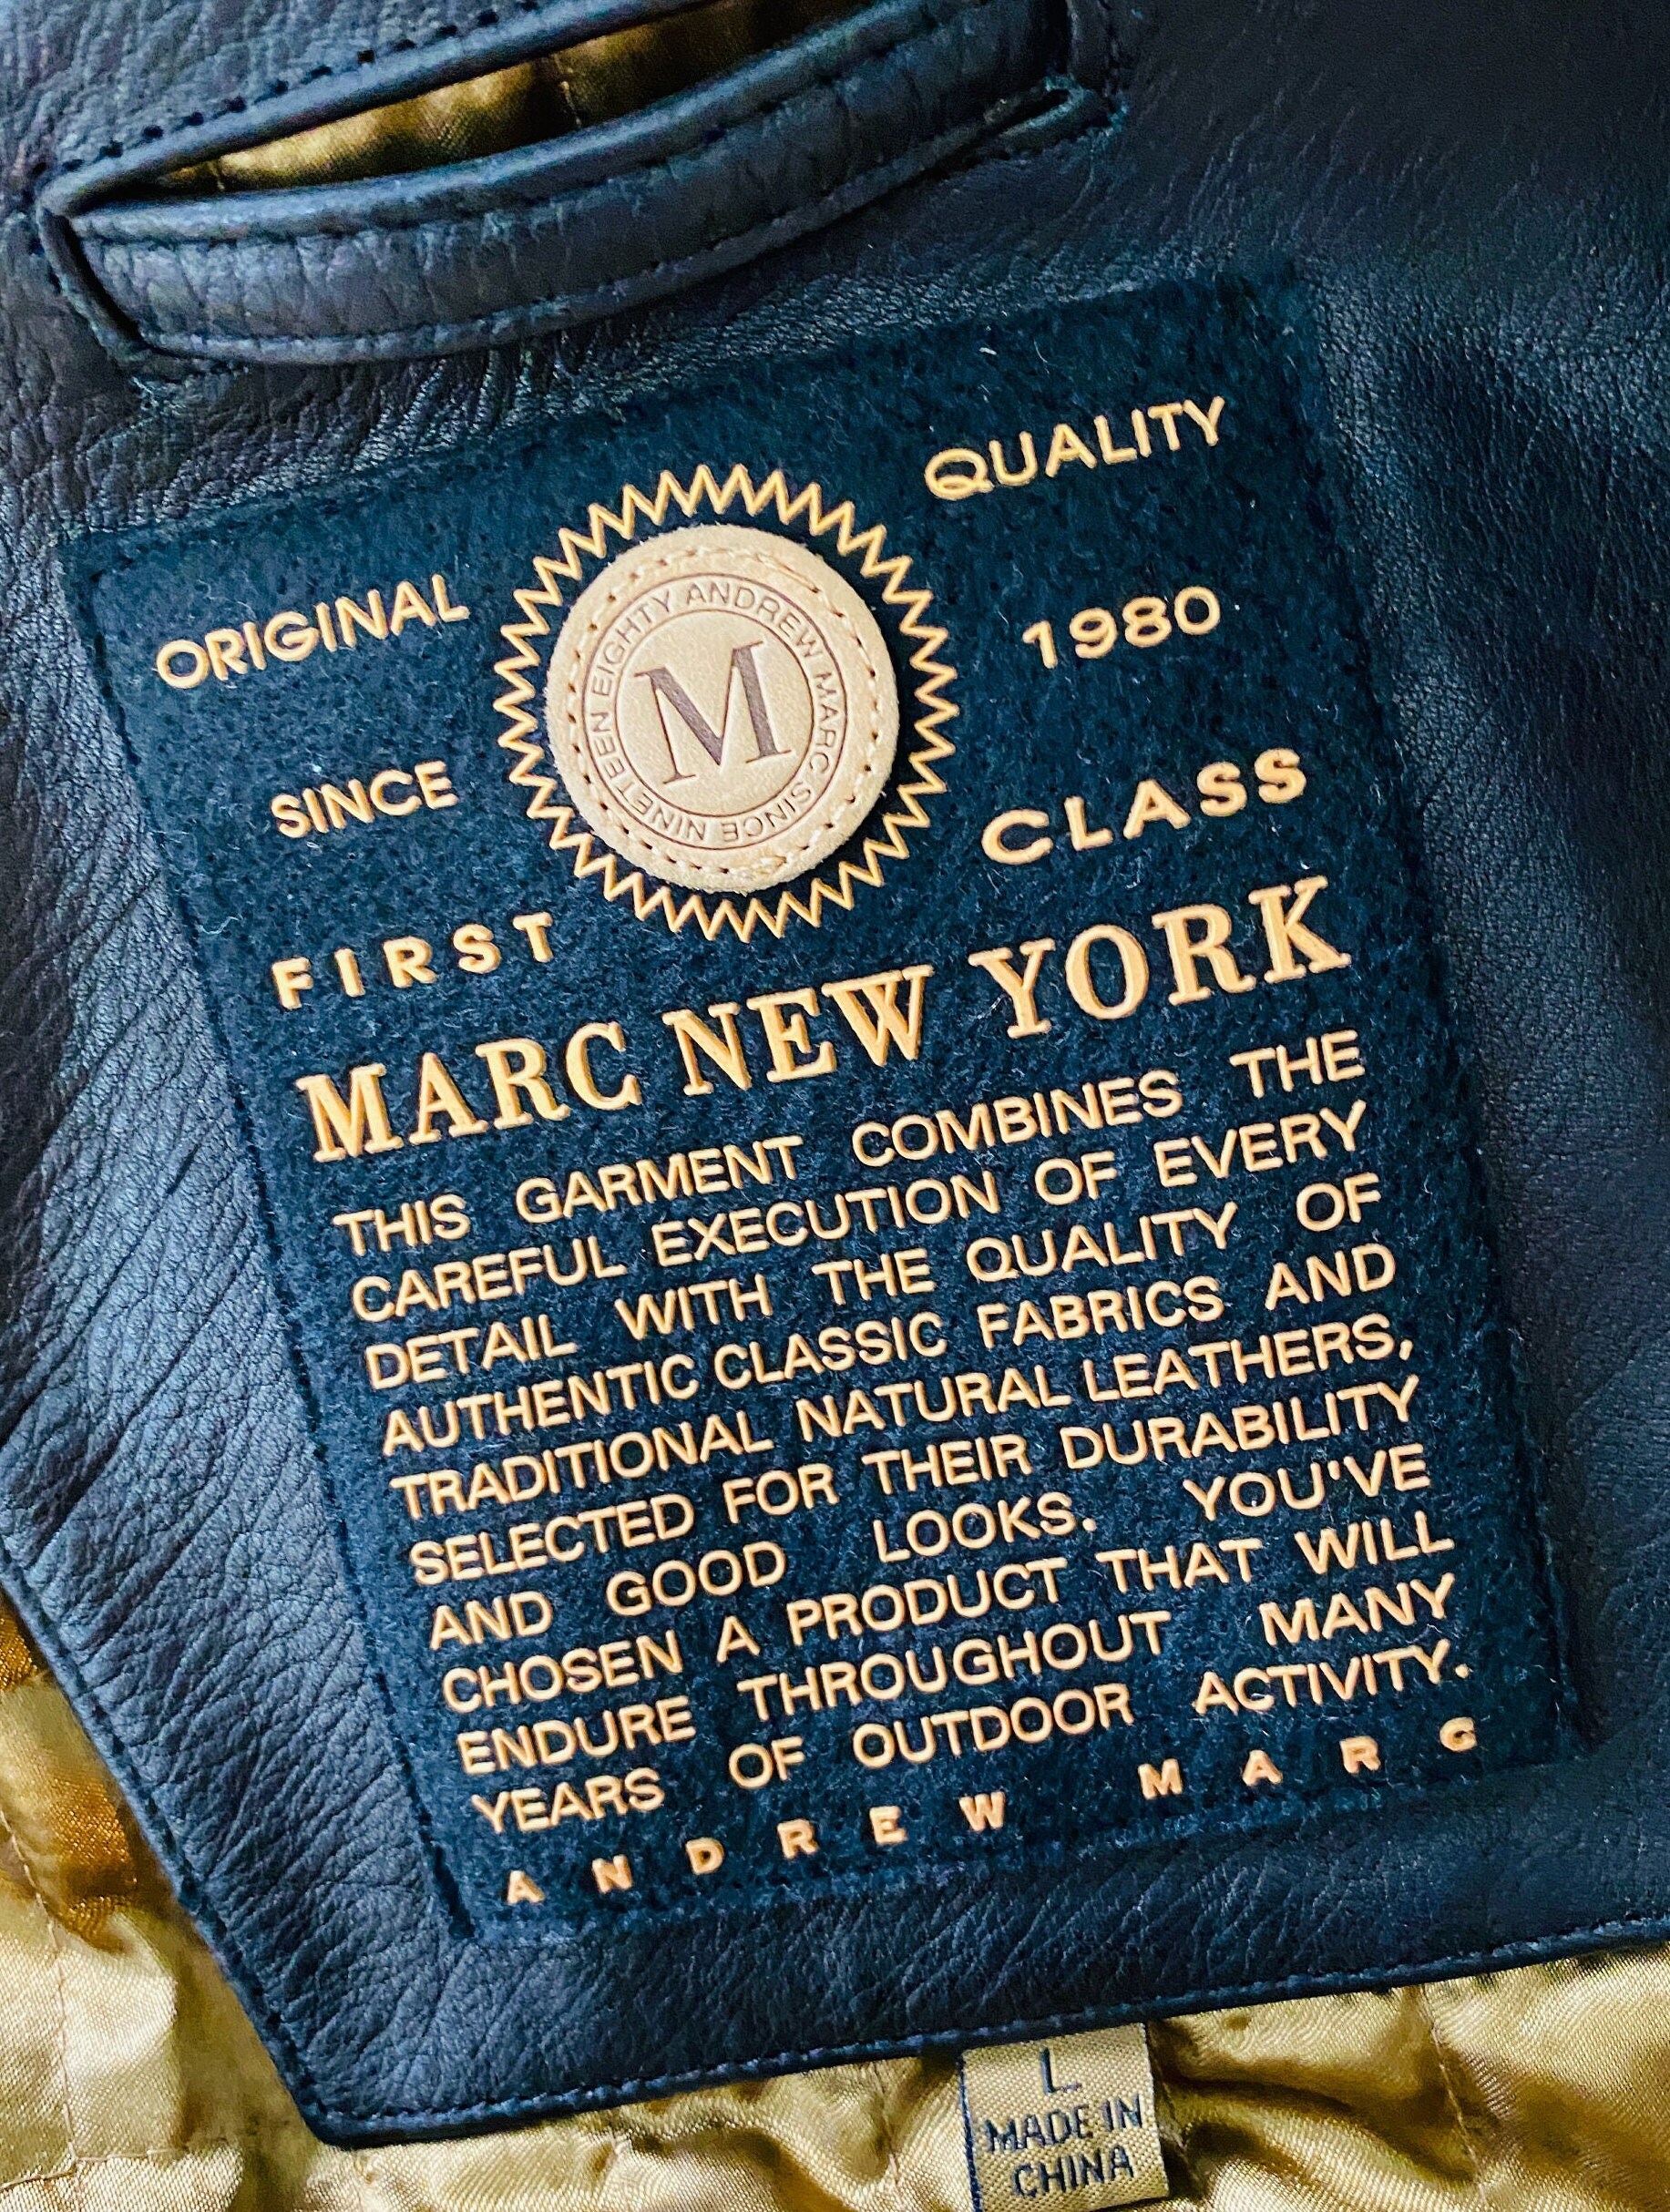 ORIGINAL QUALITY
SINCE 1980
FIRST CLASS
EIGHTY ANDREW MARC SINCE NINETEEN
M
MARC NEW YORK
THIS GARMENT COMBINES THE
CAREFUL EXECUTION OF EVERY
DETAIL WITH THE QUALITY OF
AUTHENTIC CLASSIC FABRICS AND
TRADITIONAL NATURAL LEATHERS,
SELECTED FOR THEIR DURABILITY
AND GOOD LOOKS. YOU'VE
CHOSEN A PRODUCT THAT WILL
ENDURE THROUGHOUT MANY
YEARS OF OUTDOOR ACTIVITY.
ANDREW MARC
L
MADE IN
CHINA